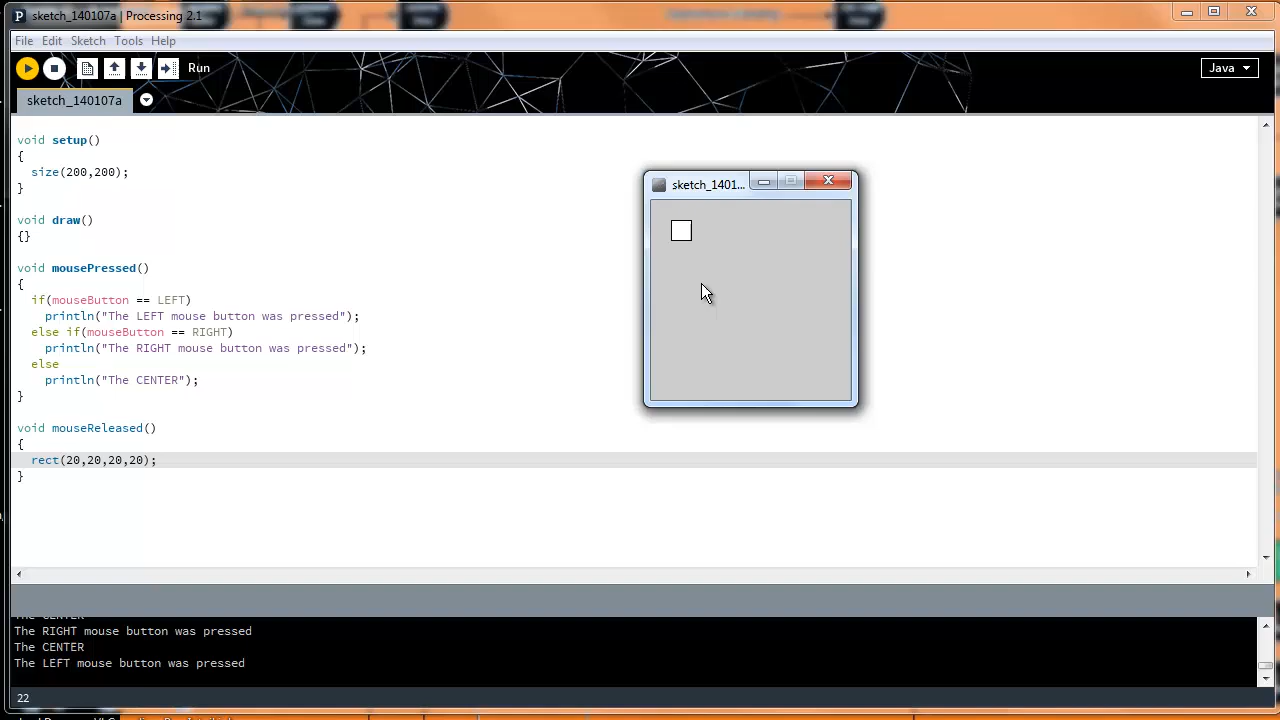 sketch_140107a | Processing 2.1
File Edit Sketch Tools Help
Run
Java
sketch_140107a
void setup()
{
  size(200,200);
}
void draw()
{}
void mousePressed()
{
  if(mouseButton == LEFT)
    println("The LEFT mouse button was pressed");
  else if(mouseButton == RIGHT)
    println("The RIGHT mouse button was pressed");
  else
    println("The CENTER");
}
void mouseReleased()
{
  rect(20,20,20,20);
}
sketch_1401...
The CENTER
The RIGHT mouse button was pressed
The CENTER
The LEFT mouse button was pressed
22